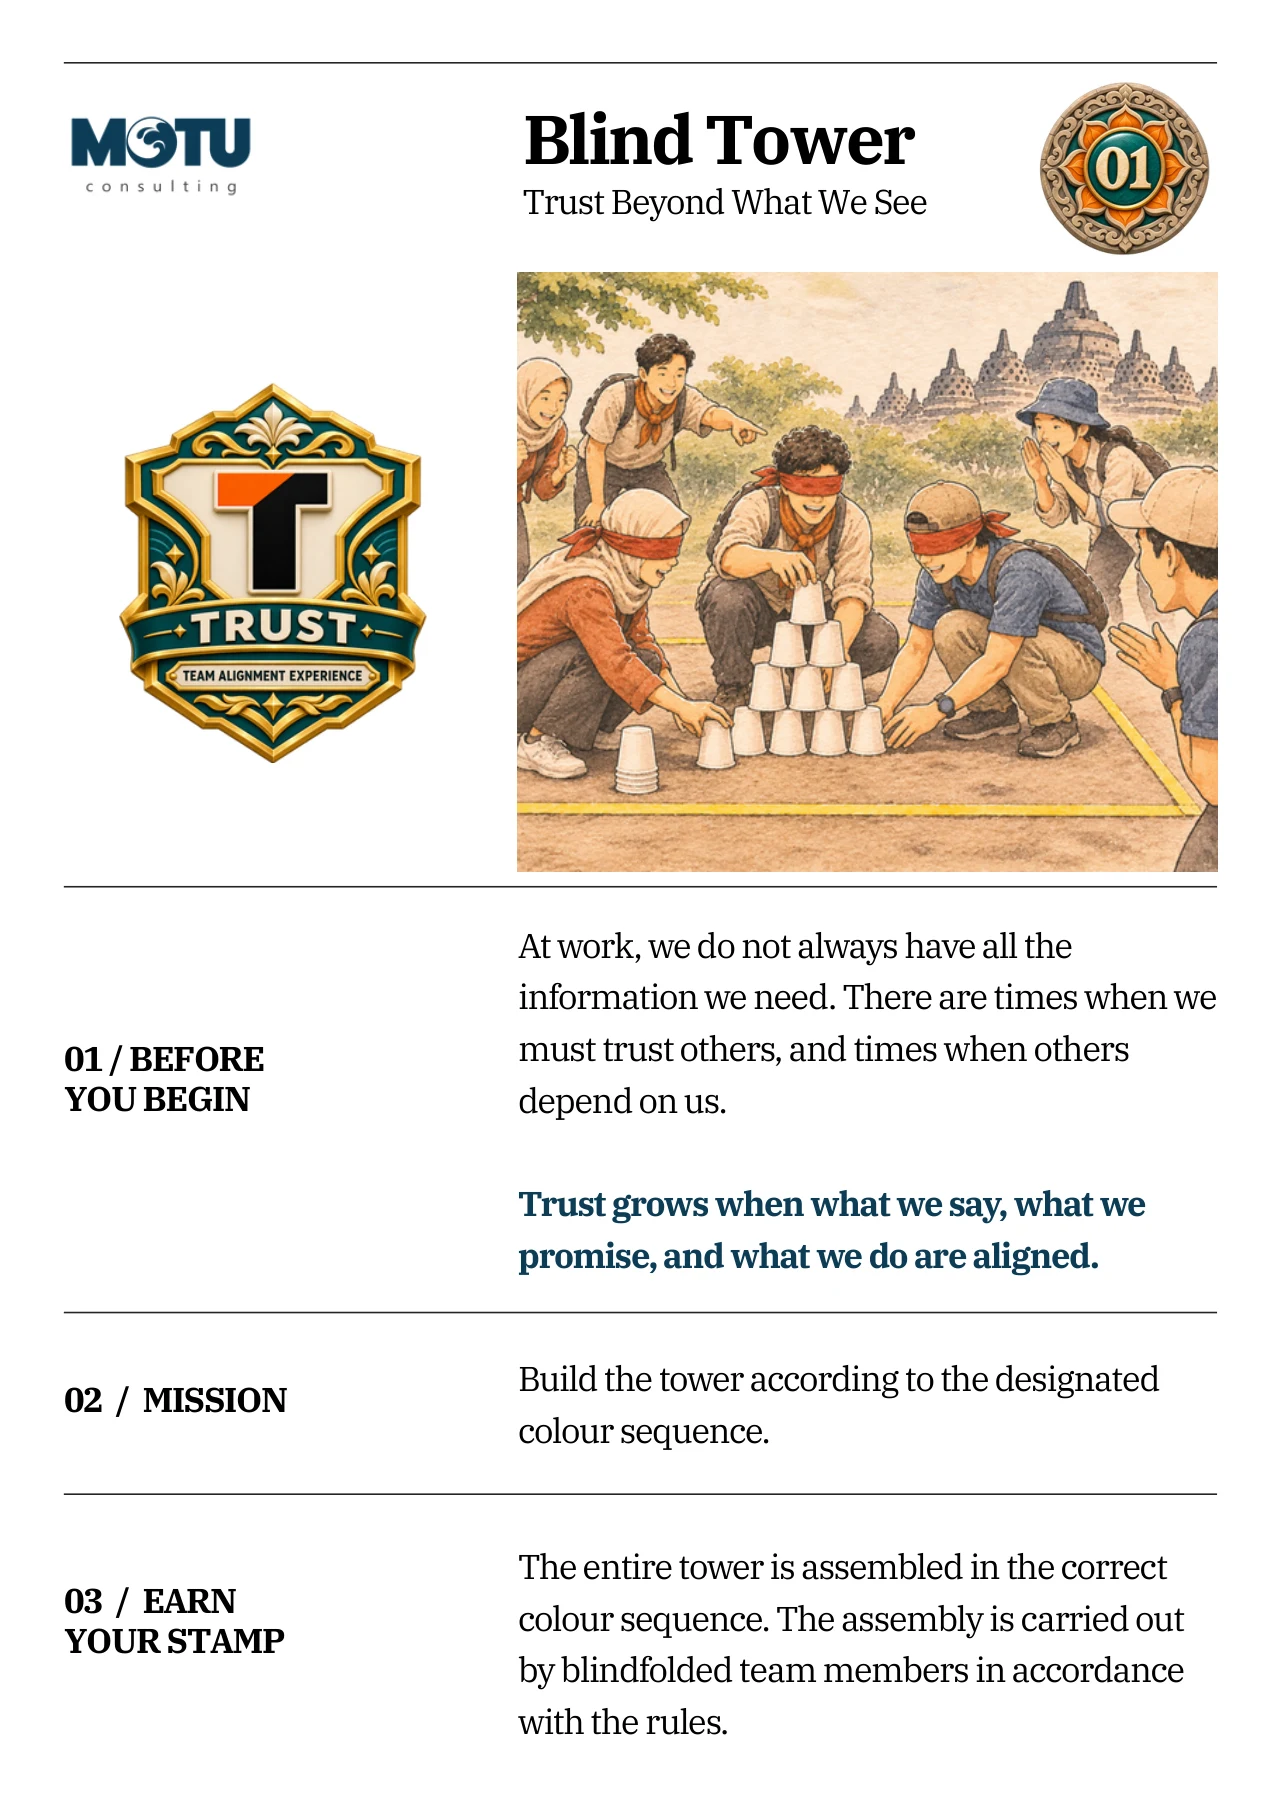 MOTU
consulting
Blind Tower
Trust Beyond What We See
01
T
TRUST
TEAM ALIGNMENT EXPERIENCE
01 / BEFORE
YOU BEGIN
At work, we do not always have all the
information we need. There are times when we
must trust others, and times when others
depend on us.
Trust grows when what we say, what we
promise, and what we do are aligned.
02 / MISSION
Build the tower according to the designated
colour sequence.
03 / EARN
YOUR STAMP
The entire tower is assembled in the correct
colour sequence. The assembly is carried out
by blindfolded team members in accordance
with the rules.